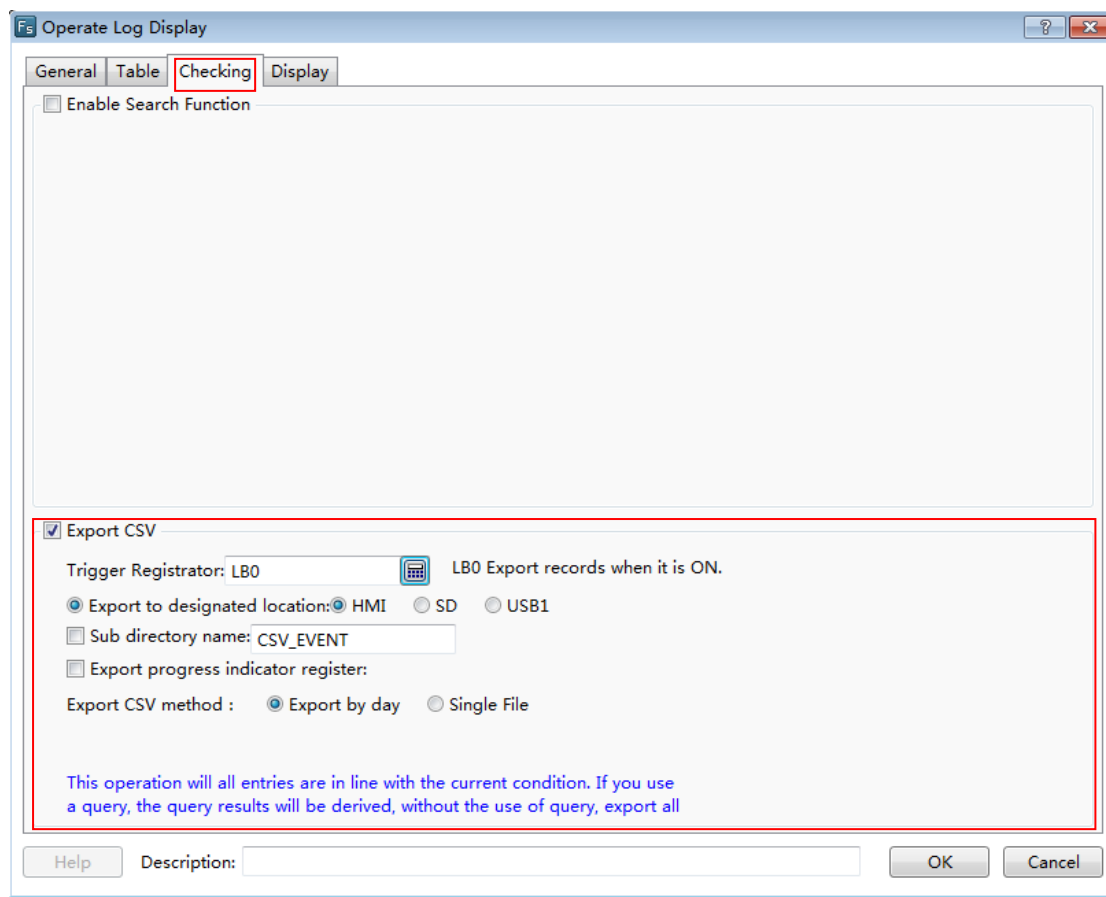 Fs Operate Log Display ?
General Table Checking Display
Enable Search Function
Export CSV
Trigger Registrator: LB0 LB0 Export records when it is ON.
Export to designated location: HMI SD USB1
Sub directory name: CSV_EVENT
Export progress indicator register:
Export CSV method : Export by day Single File
This operation will all entries are in line with the current condition. If you use
a query, the query results will be derived, without the use of query, export all
Help Description: OK Cancel